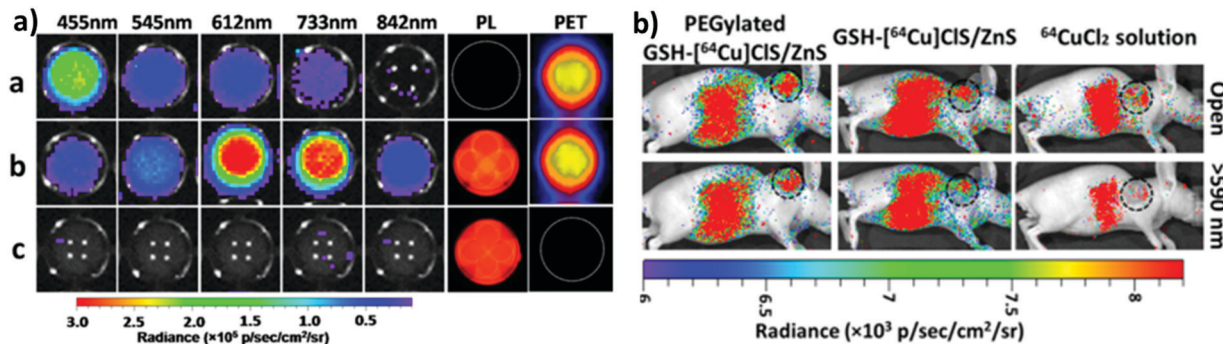 a)
455nm 545nm 612nm 733nm 842nm PL PET
a
b
c
3.0 2.5 2.0 1.5 1.0 0.5
Radiance (×10⁵ p/sec/cm²/sr)
b)
PEGylated
GSH-[⁶⁴Cu]CIS/ZnS
GSH-[⁶⁴Cu]CIS/ZnS
⁶⁴CuCl₂ solution
Open
>590 nm
6 6.5 7 7.5 8
Radiance (×10³ p/sec/cm²/sr)